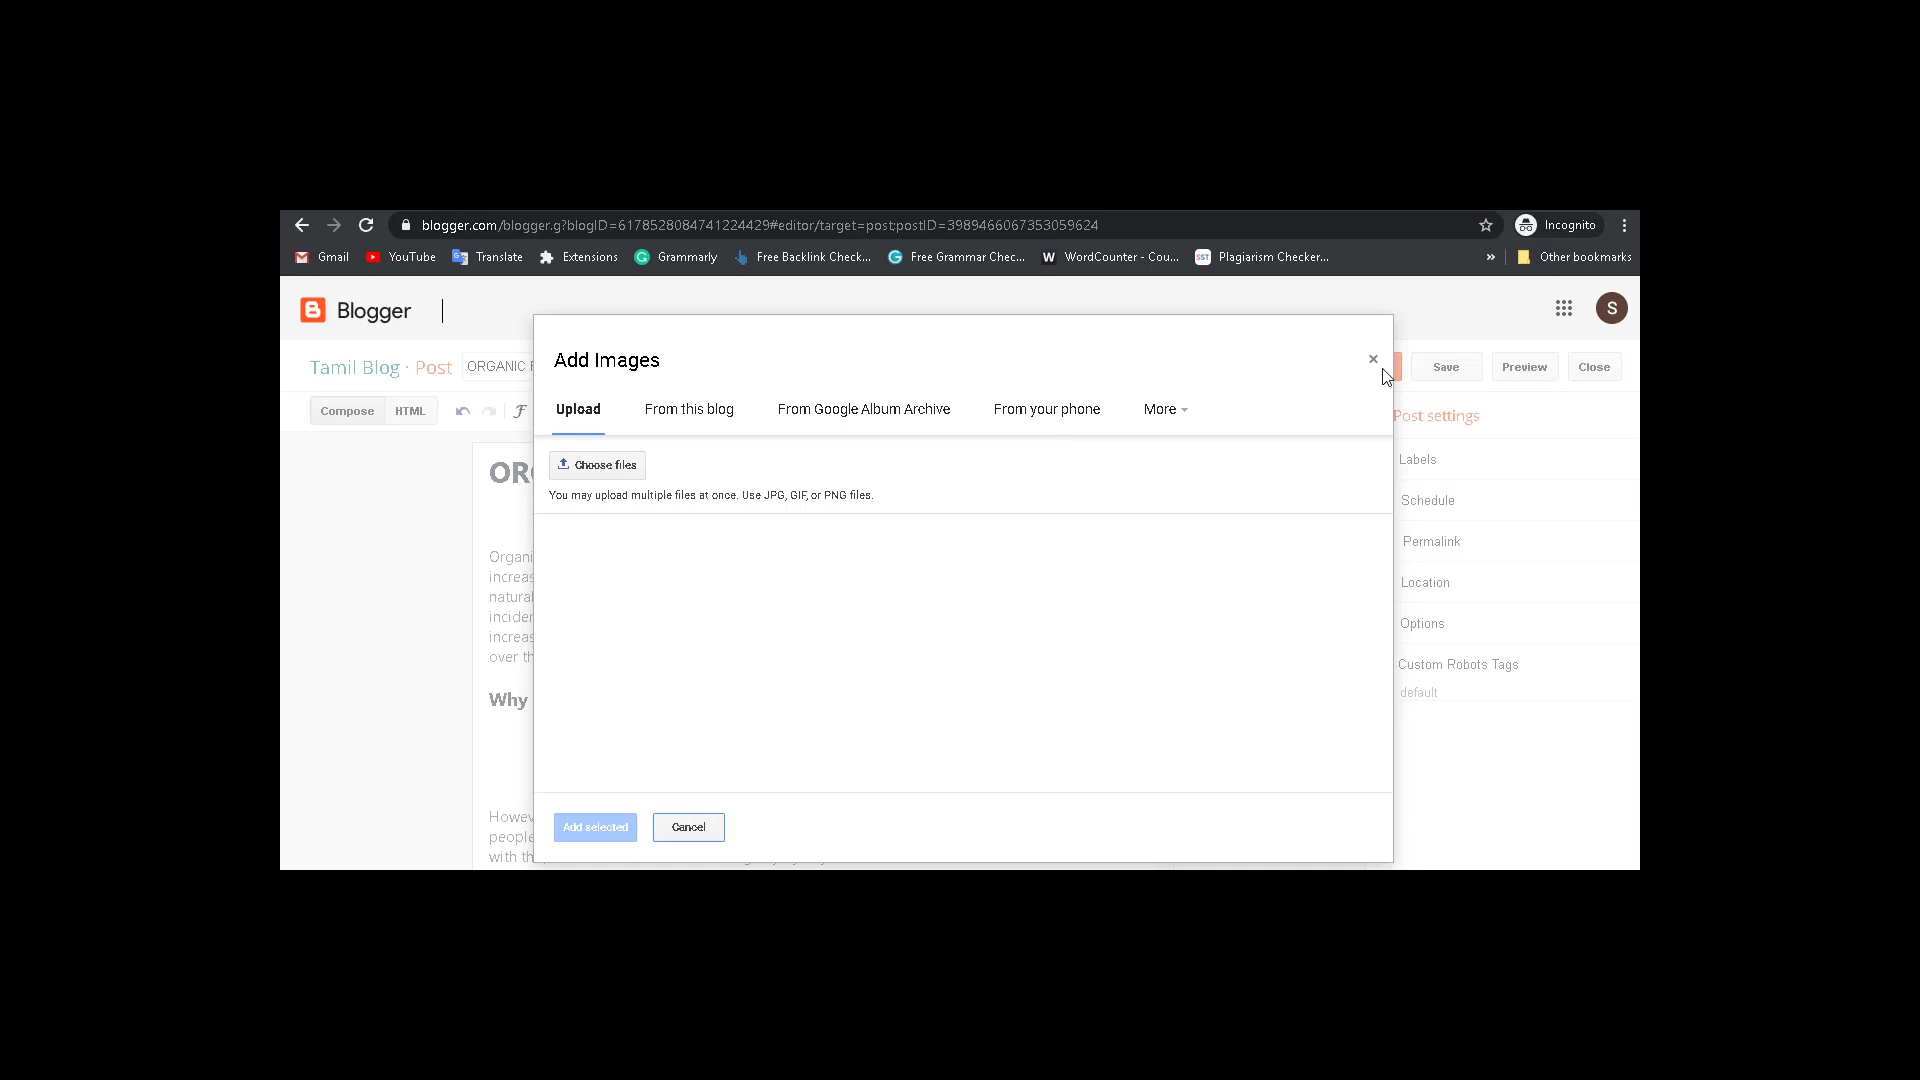 blogger.com/blogger.g?blogID=6178528084741224429#editor/target=post;postID=3989466067353059624
Incognito
Gmail YouTube Translate Extensions Grammarly Free Backlink Check... Free Grammar Chec... WordCounter - Cou... Plagiarism Checker... » Other bookmarks
Blogger
S
Add Images
×
Tamil Blog · Post ORGANIC
Save Preview Close
Compose HTML
Upload From this blog From Google Album Archive From your phone More
Post settings
Labels
Choose files
You may upload multiple files at once. Use JPG, GIF, or PNG files.
Schedule
Permalink
Location
Options
Custom Robots Tags
default
Organi
increas
natural
inciden
increas
over th
Why
Howev
people
with th
Add selected Cancel